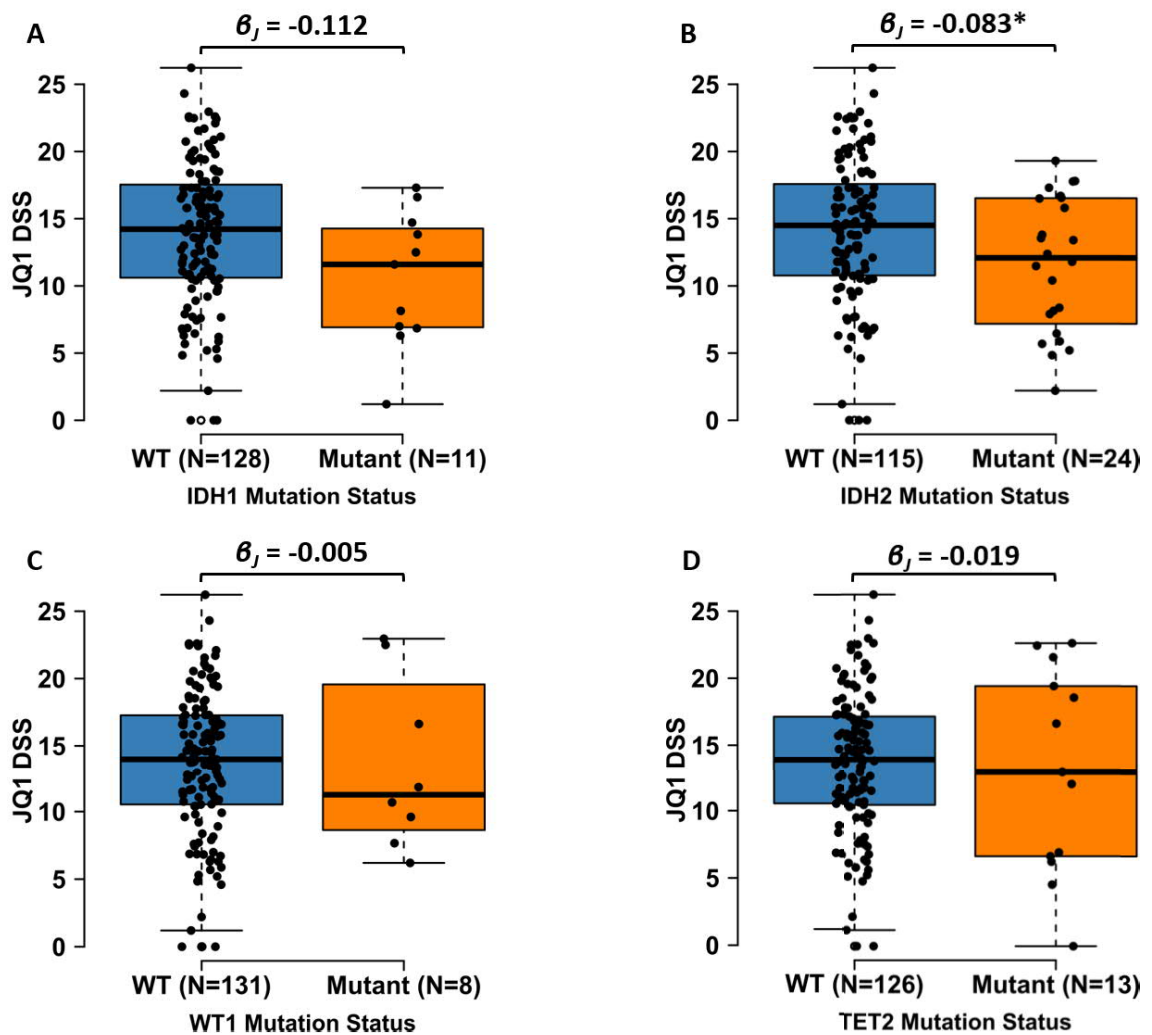 A
β_J = -0.112
JQ1 DSS
25
20
15
10
5
0
WT (N=128) Mutant (N=11)
IDH1 Mutation Status
B
β_J = -0.083*
JQ1 DSS
25
20
15
10
5
0
WT (N=115) Mutant (N=24)
IDH2 Mutation Status
C
β_J = -0.005
JQ1 DSS
25
20
15
10
5
0
WT (N=131) Mutant (N=8)
WT1 Mutation Status
D
β_J = -0.019
JQ1 DSS
25
20
15
10
5
0
WT (N=126) Mutant (N=13)
TET2 Mutation Status